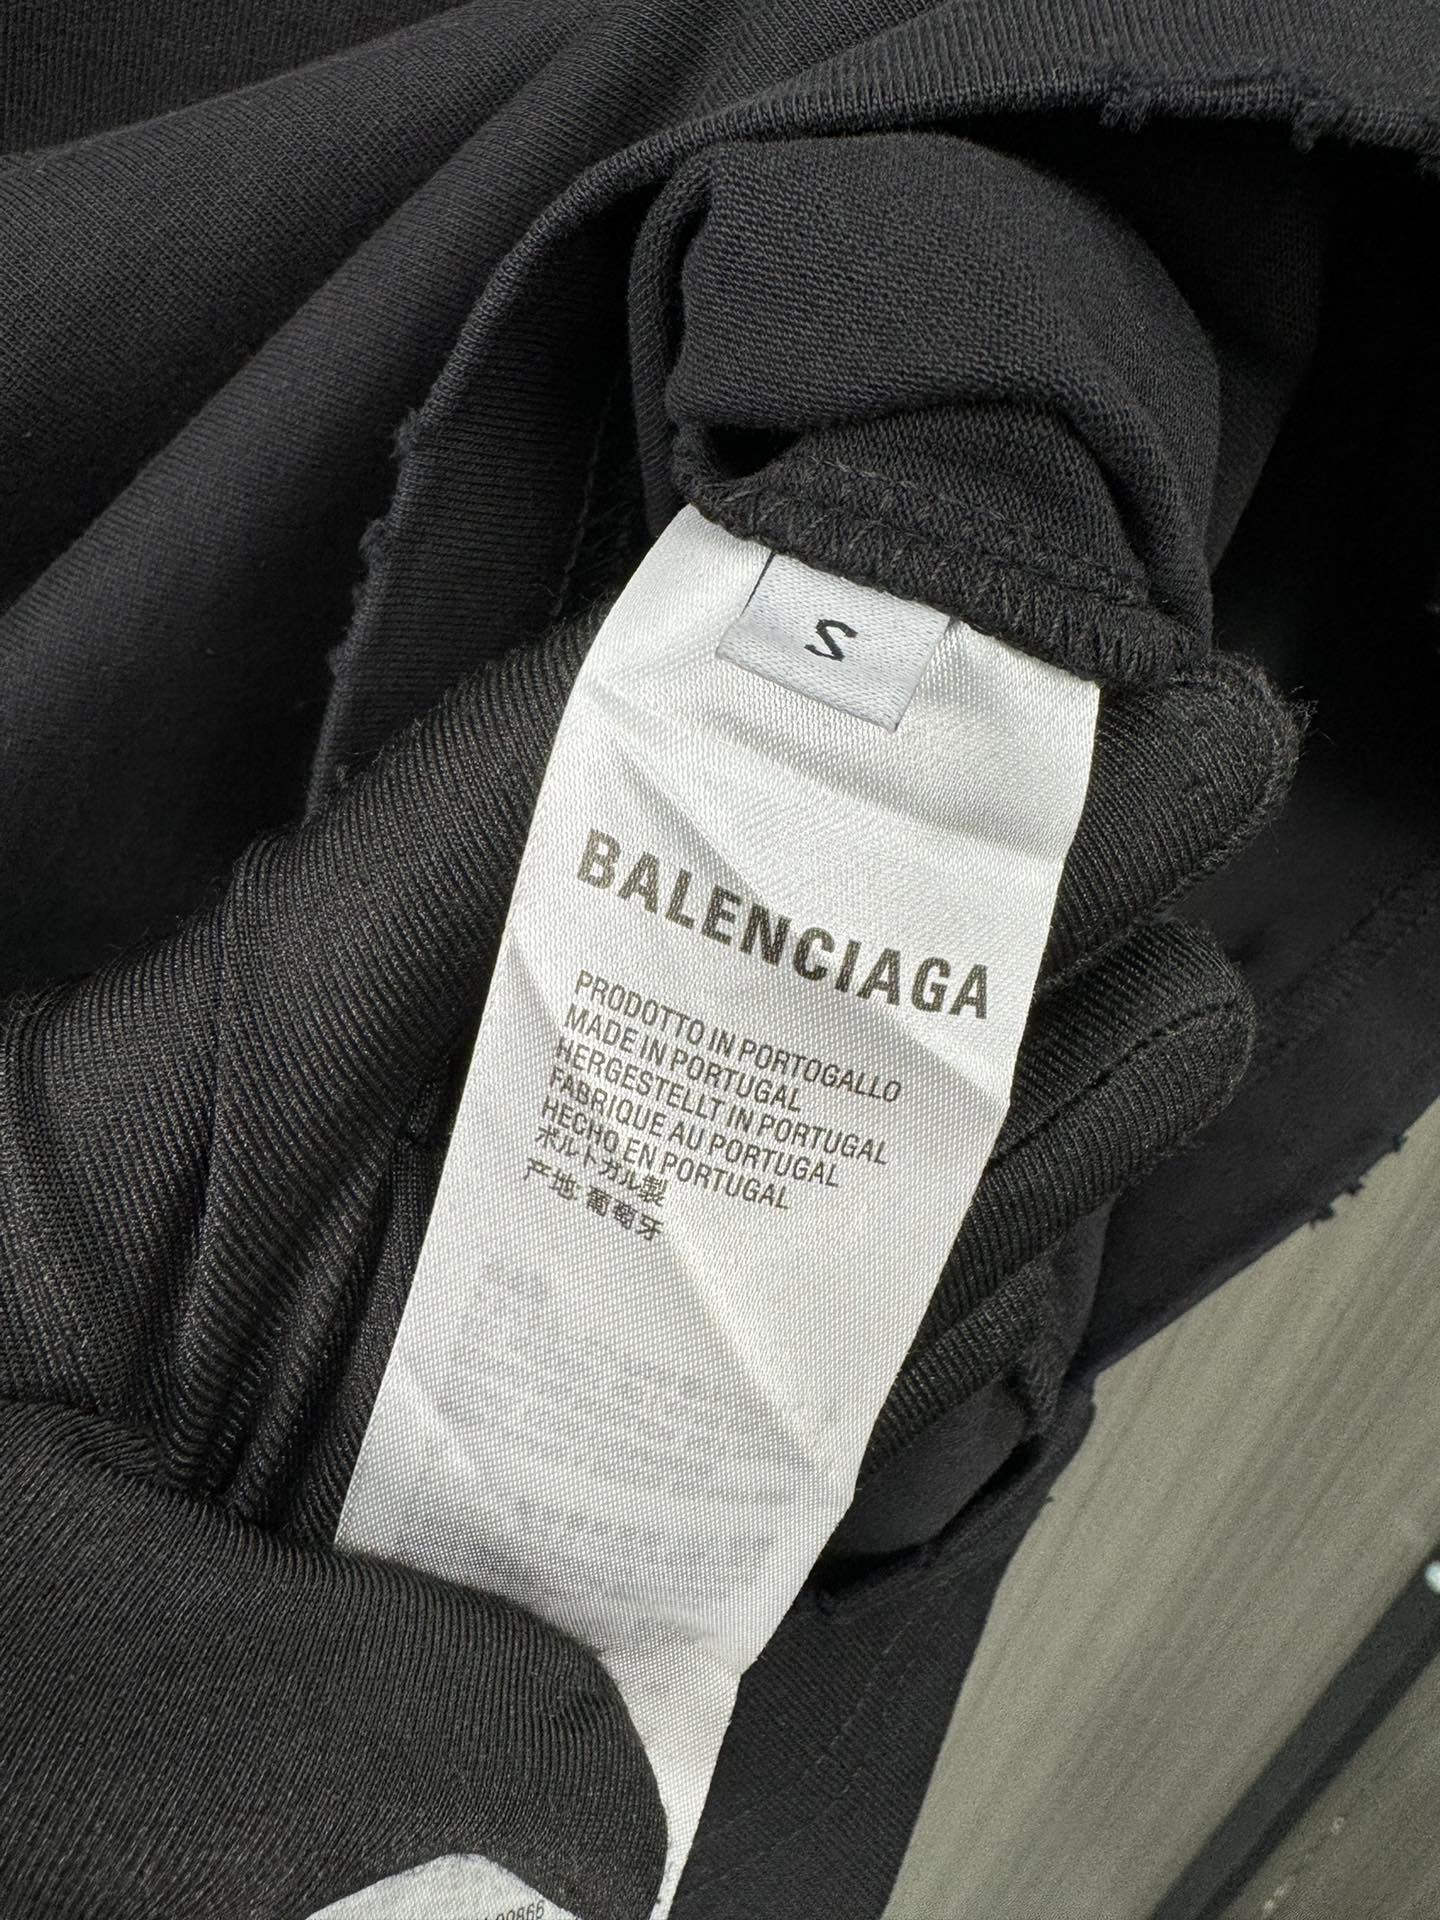 S
BALENCIAGA
PRODOTTO IN PORTOGALLO
MADE IN PORTUGAL
HERGESTELLT IN PORTUGAL
FABRIQUE AU PORTUGAL
HECHO EN PORTUGAL
ポルトガル製
产地:葡萄牙
00866